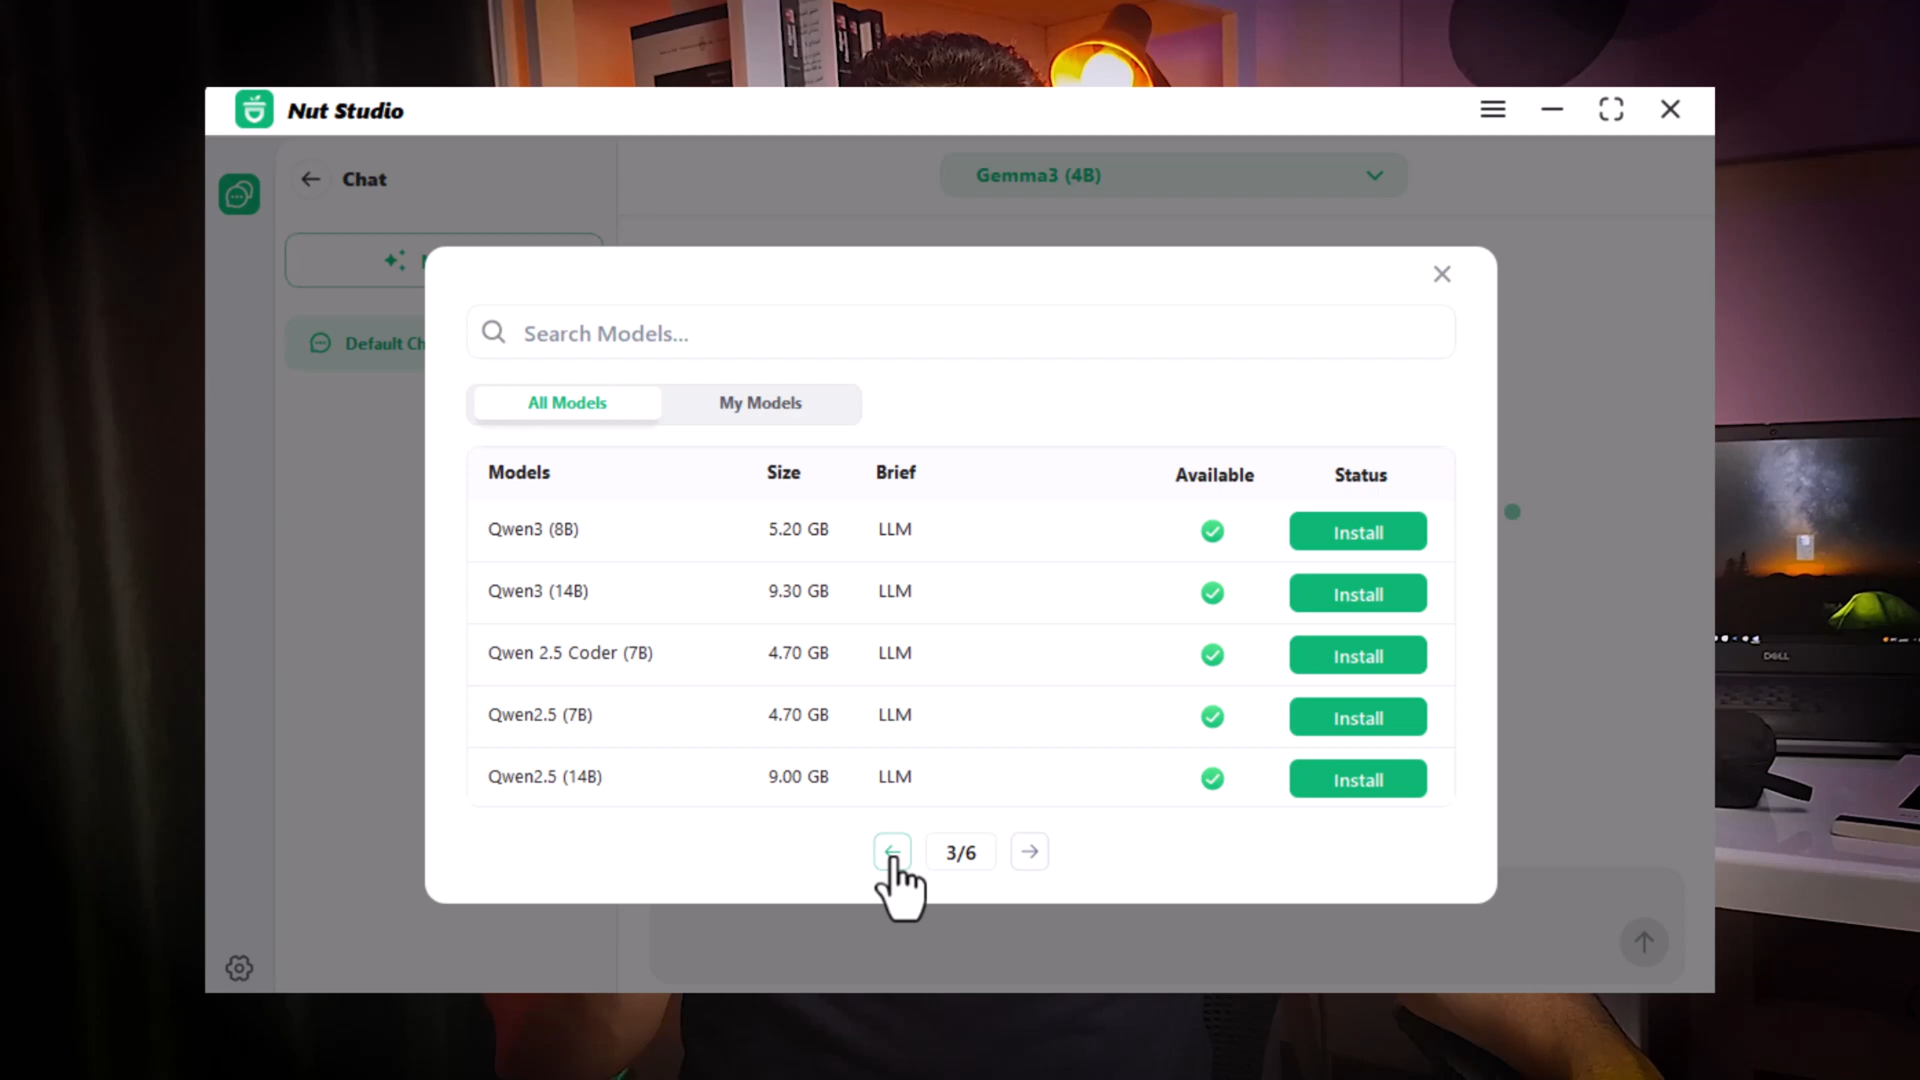 Nut Studio
Chat
Gemma3 (4B)
Default Ch
Search Models...
All Models
My Models
Models Size Brief Available Status
Qwen3 (8B) 5.20 GB LLM Install
Qwen3 (14B) 9.30 GB LLM Install
Qwen 2.5 Coder (7B) 4.70 GB LLM Install
Qwen2.5 (7B) 4.70 GB LLM Install
Qwen2.5 (14B) 9.00 GB LLM Install
3/6
DELL